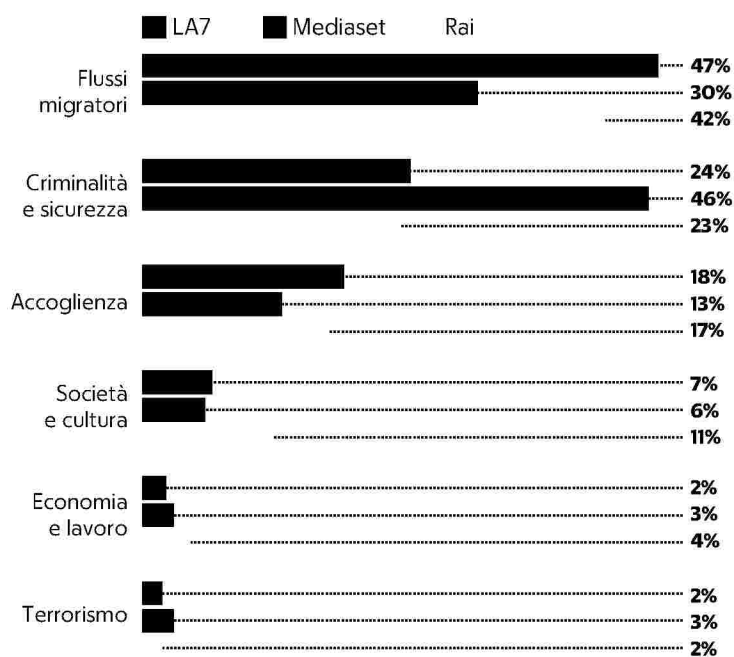 LA7 Mediaset Rai
Flussi
migratori
47%
30%
42%
Criminalità
e sicurezza
24%
46%
23%
Accoglienza
18%
13%
17%
Società
e cultura
7%
6%
11%
Economia
e lavoro
2%
3%
4%
Terrorismo
2%
3%
2%